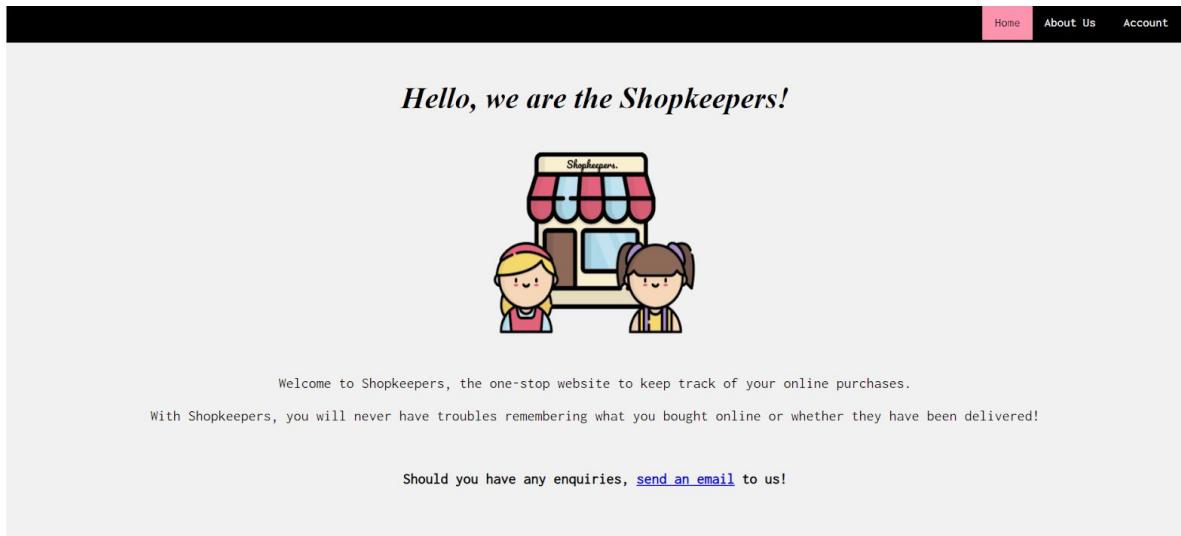 Home About Us Account
Hello, we are the Shopkeepers!
Shopkeepers.
Welcome to Shopkeepers, the one-stop website to keep track of your online purchases.
With Shopkeepers, you will never have troubles remembering what you bought online or whether they have been delivered!
Should you have any enquiries, send an email to us!